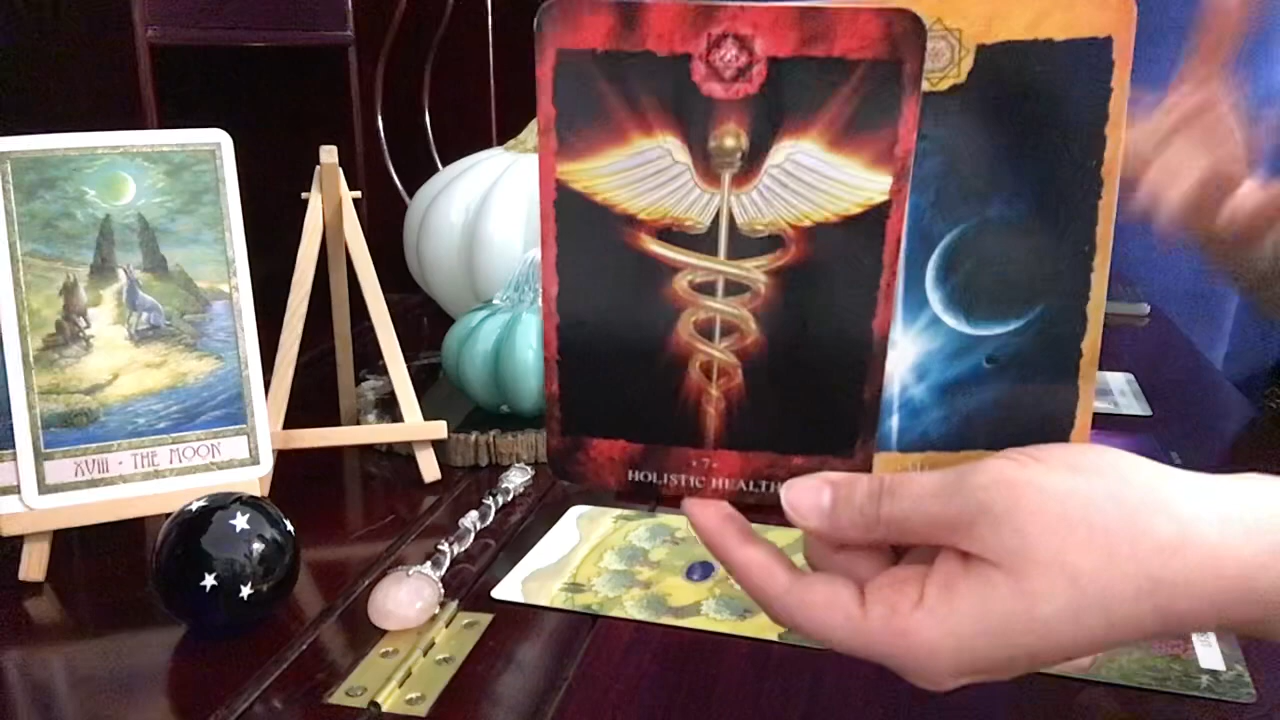 XVIII • THE MOON
• 7 •
HOLISTIC HEALTH